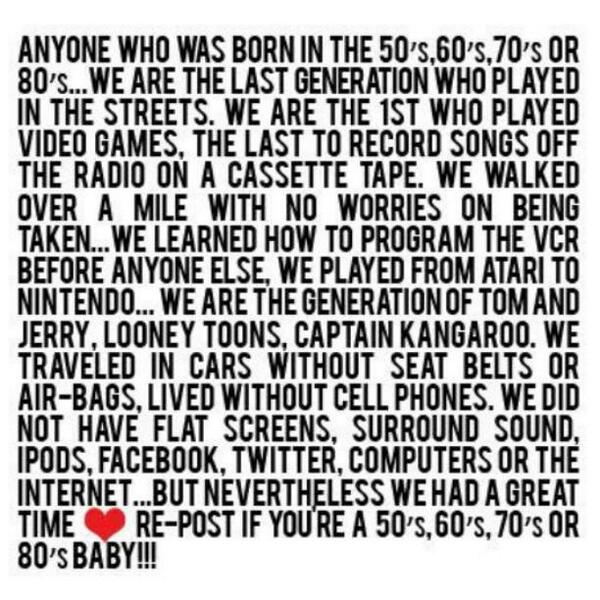 ANYONE WHO WAS BORN IN THE 50's,60's,70's OR
80's...WE ARE THE LAST GENERATION WHO PLAYED
IN THE STREETS. WE ARE THE 1ST WHO PLAYED
VIDEO GAMES, THE LAST TO RECORD SONGS OFF
THE RADIO ON A CASSETTE TAPE. WE WALKED
OVER A MILE WITH NO WORRIES ON BEING
TAKEN...WE LEARNED HOW TO PROGRAM THE VCR
BEFORE ANYONE ELSE, WE PLAYED FROM ATARI TO
NINTENDO... WE ARE THE GENERATION OF TOM AND
JERRY, LOONEY TOONS, CAPTAIN KANGAROO. WE
TRAVELED IN CARS WITHOUT SEAT BELTS OR
AIR-BAGS, LIVED WITHOUT CELL PHONES. WE DID
NOT HAVE FLAT SCREENS, SURROUND SOUND,
IPODS, FACEBOOK, TWITTER, COMPUTERS OR THE
INTERNET...BUT NEVERTHELESS WE HAD A GREAT
TIME ❤ RE-POST IF YOU'RE A 50's,60's,70's OR
80's BABY!!!